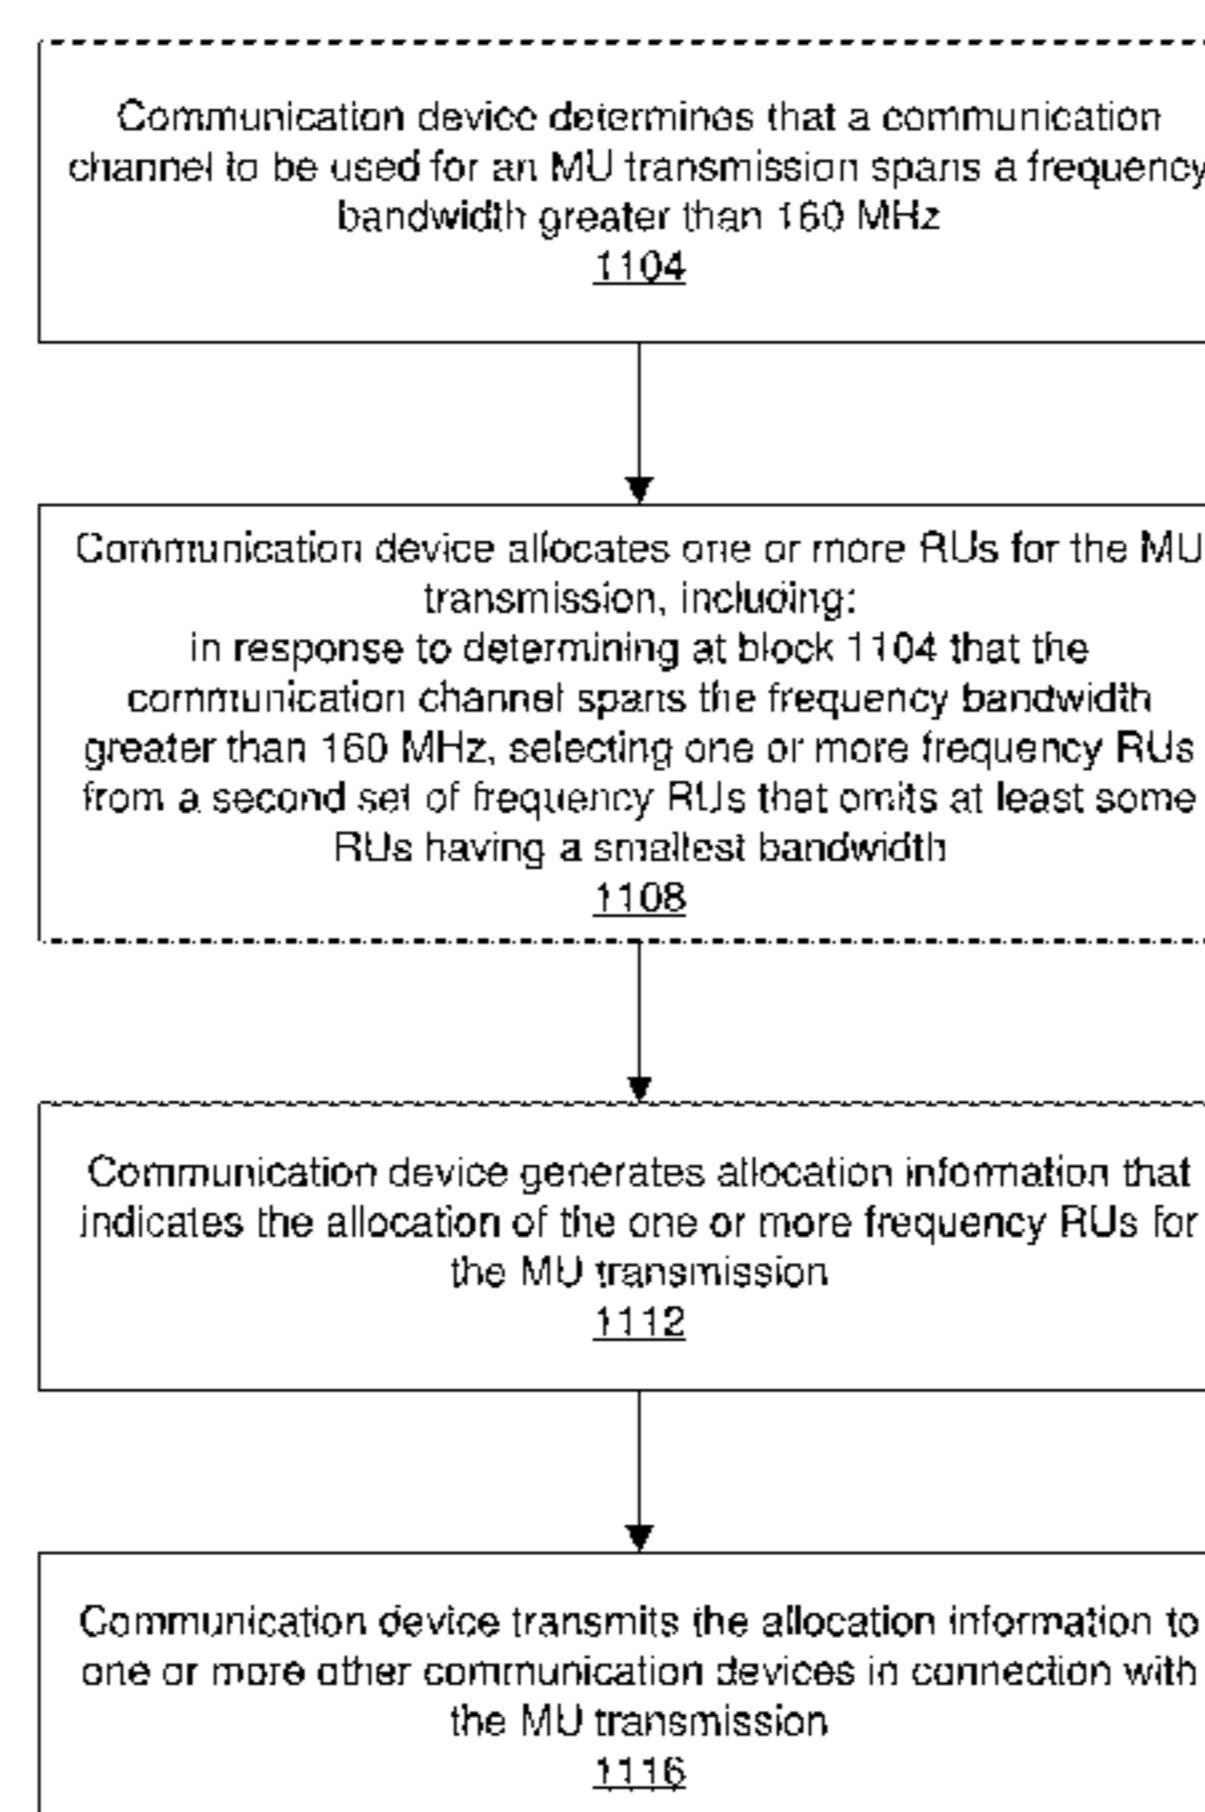 Communication device determines that a communication
channel to be used for an MU transmission spans a frequency
bandwidth greater than 160 MHz
1104
Communication device allocates one or more RUs for the MU
transmission, including:
in response to determining at block 1104 that the
communication channel spans the frequency bandwidth
greater than 160 MHz, selecting one or more frequency RUs
from a second set of frequency RUs that omits at least some
RUs having a smallest bandwidth
1108
Communication device generates allocation information that
indicates the allocation of the one or more frequency RUs for
the MU transmission
1112
Communication device transmits the allocation information to
one or more other communication devices in connection with
the MU transmission
1116